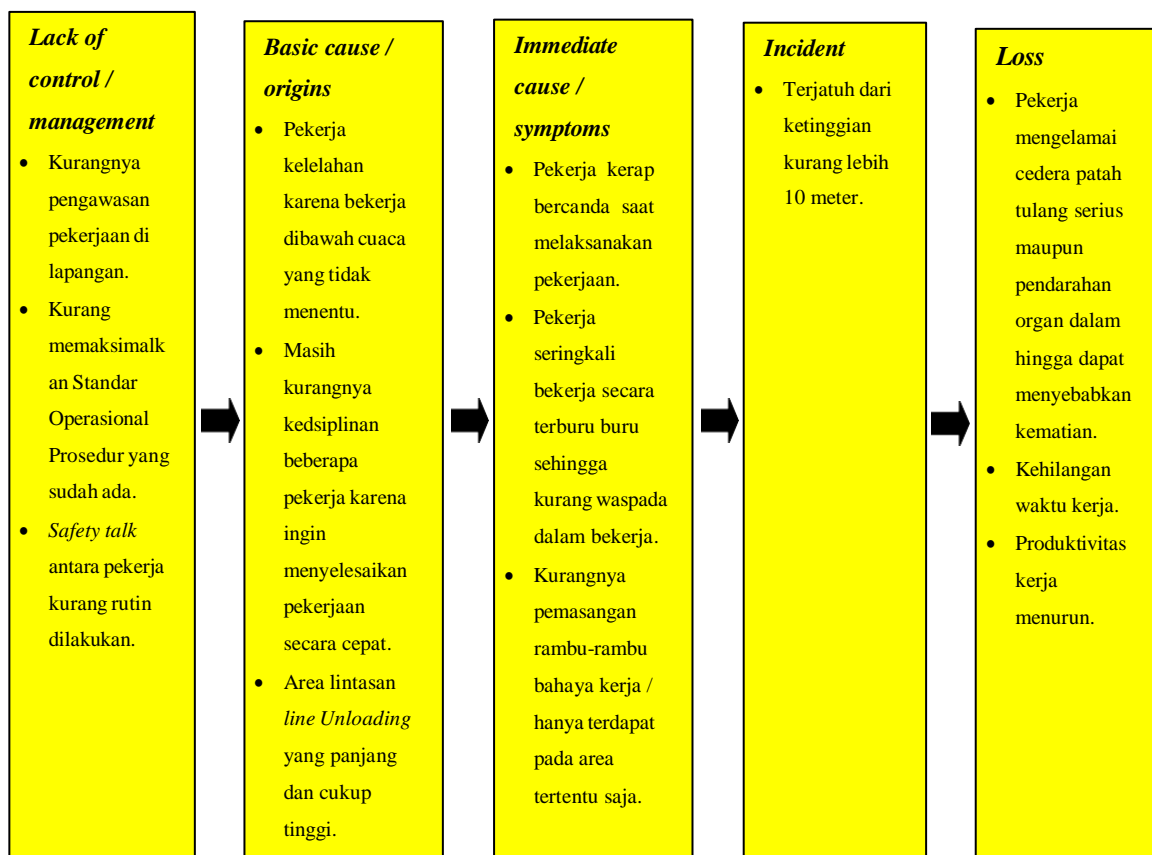 Lack of
control /
management
• Kurangnya
pengawasan
pekerjaan di
lapangan.
• Kurang
memaksimalk
an Standar
Operasional
Prosedur yang
sudah ada.
• Safety talk
antara pekerja
kurang rutin
dilakukan.
Basic cause /
origins
• Pekerja
kelelahan
karena bekerja
dibawah cuaca
yang tidak
menentu.
• Masih
kurangnya
kedsiplinan
beberapa
pekerja karena
ingin
menyelesaikan
pekerjaan
secara cepat.
• Area lintasan
line Unloading
yang panjang
dan cukup
tinggi.
Immediate
cause /
symptoms
• Pekerja kerap
bercanda saat
melaksanakan
pekerjaan.
• Pekerja
seringkali
bekerja secara
terburu buru
sehingga
kurang waspada
dalam bekerja.
• Kurangnya
pemasangan
rambu-rambu
bahaya kerja /
hanya terdapat
pada area
tertentu saja.
Incident
• Terjatuh dari
ketinggian
kurang lebih
10 meter.
Loss
• Pekerja
mengelamai
cedera patah
tulang serius
maupun
pendarahan
organ dalam
hingga dapat
menyebabkan
kematian.
• Kehilangan
waktu kerja.
• Produktivitas
kerja
menurun.